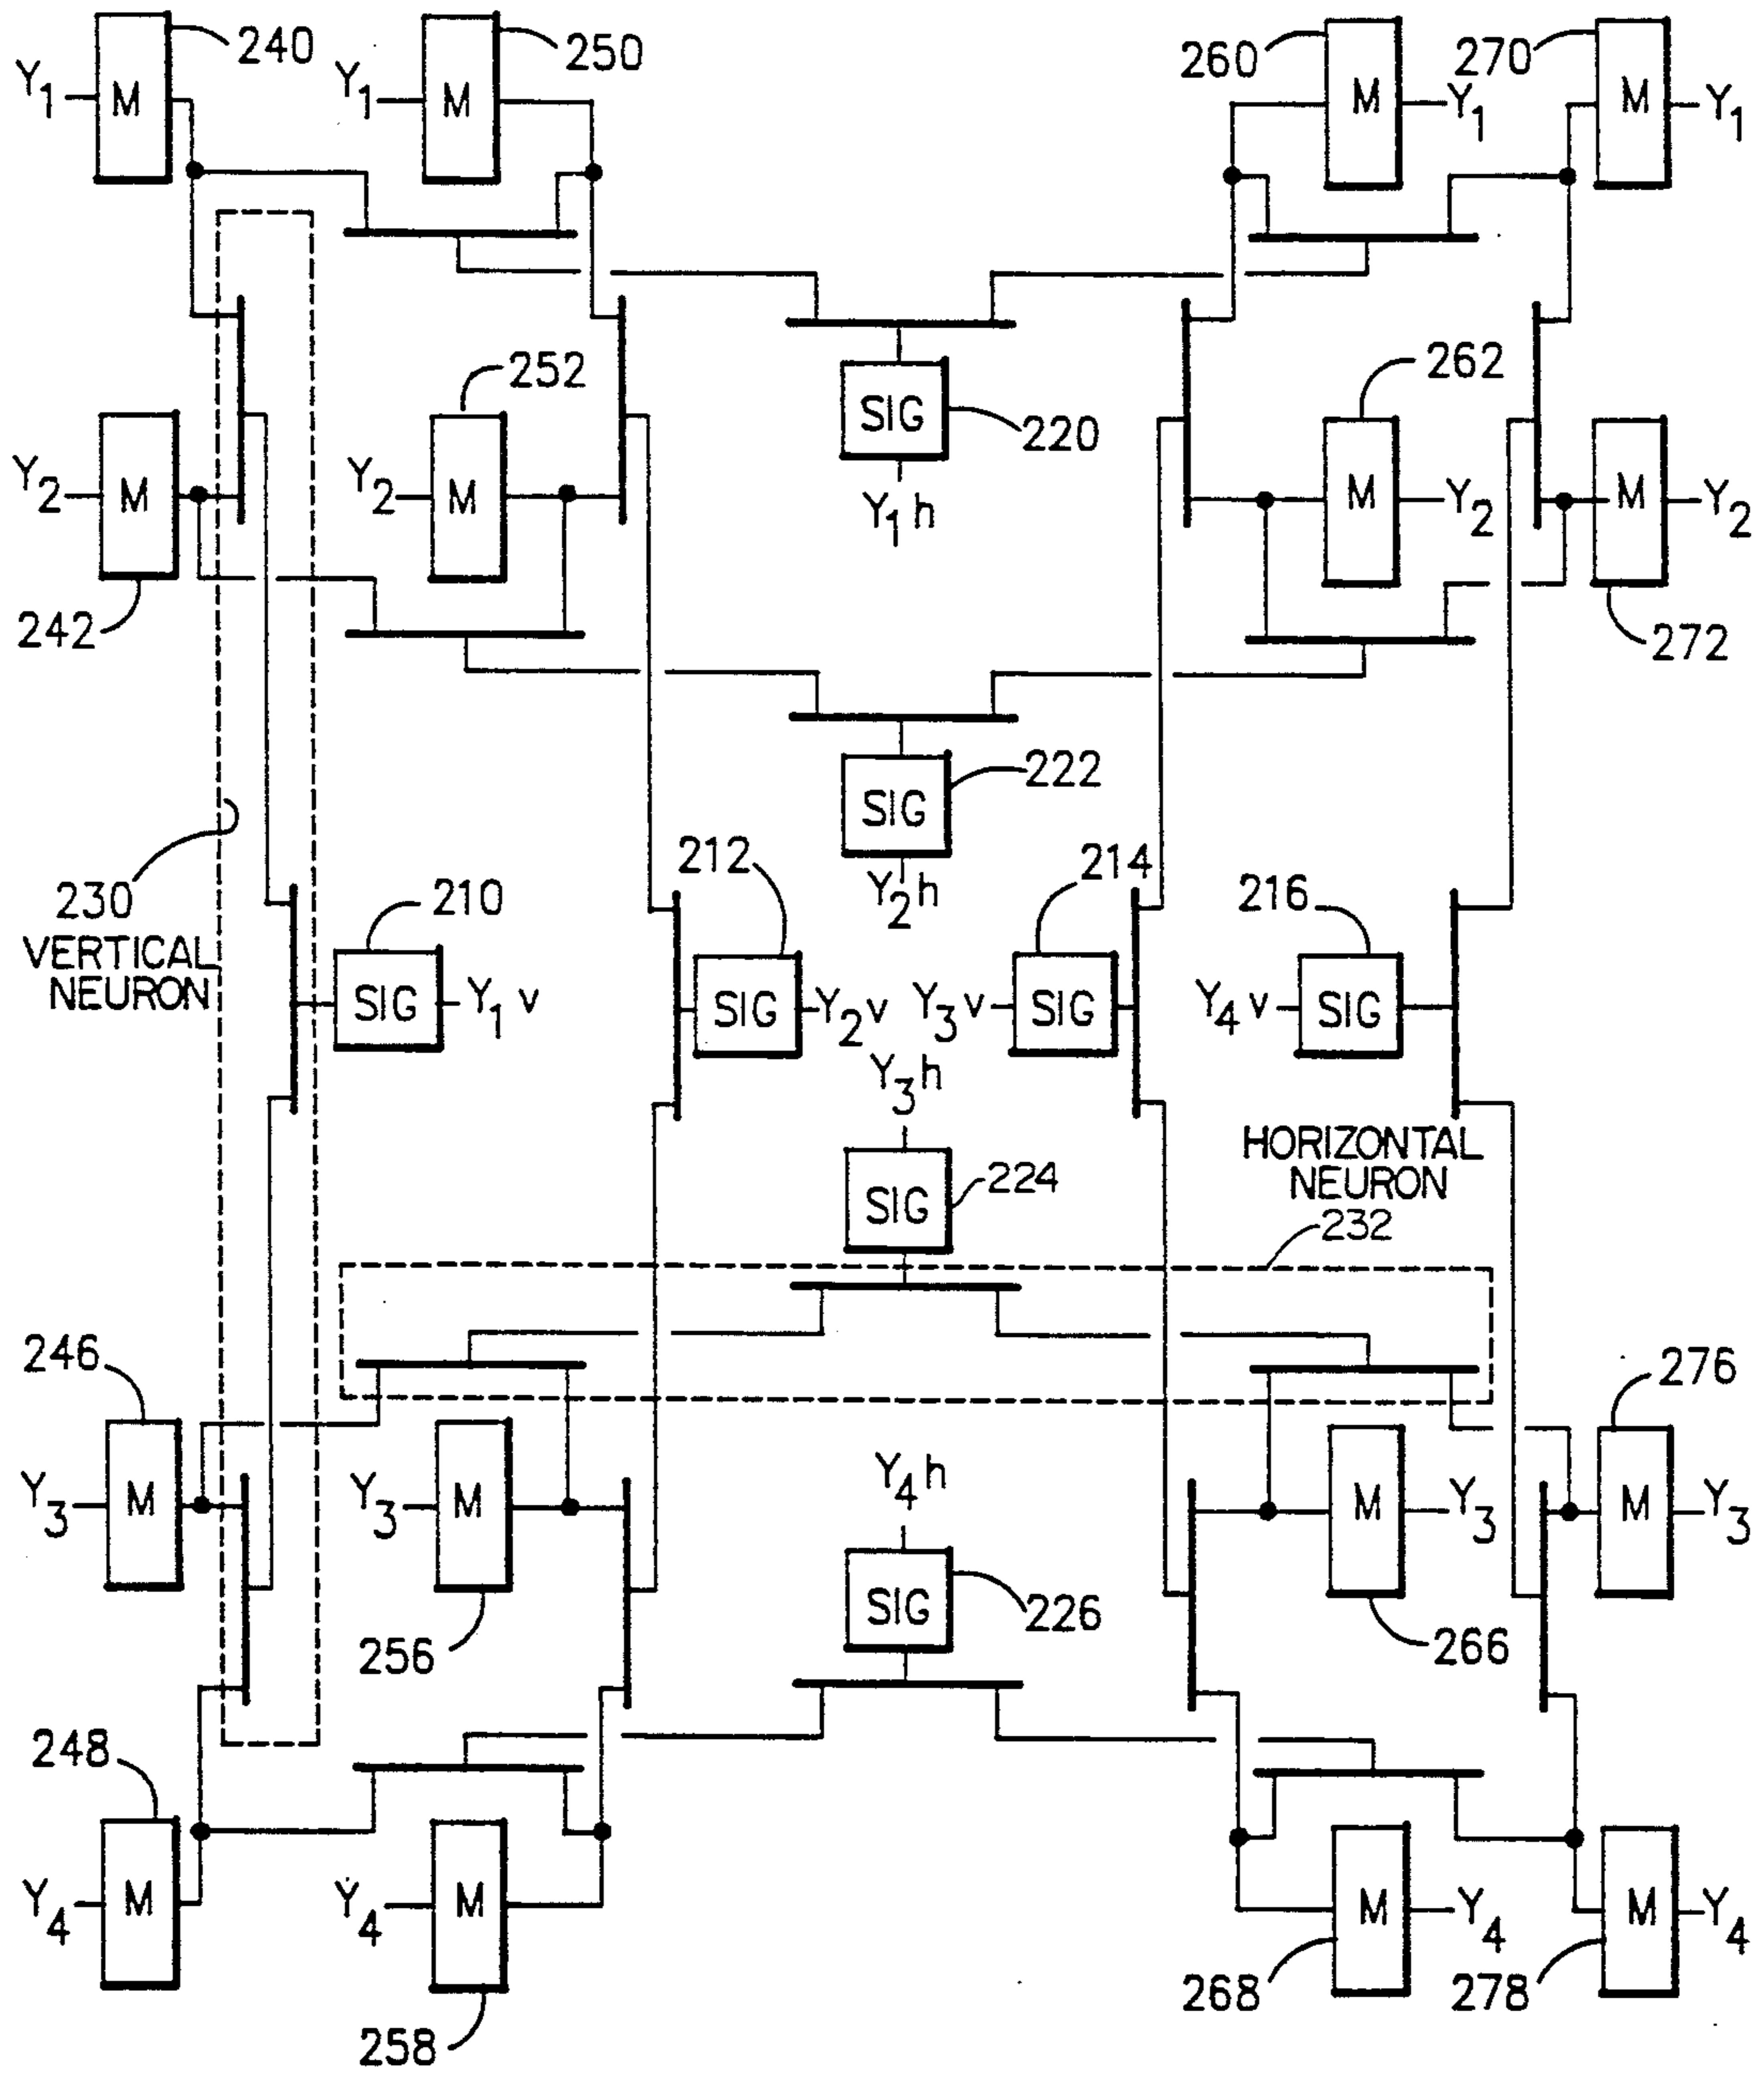 240 250 260 270
Y1 M Y1 M M Y1 M Y1
252 262
SIG 220
Y1h
Y2 M Y2 M M Y2 M Y2
242 272
222
SIG
Y2h
230 210 212 214 216
VERTICAL
NEURON
SIG Y1v SIG Y2v Y3v SIG Y4v SIG
Y3h
HORIZONTAL
NEURON
SIG 224
232
246 276
Y3 M Y3 M M Y3 M Y3
Y4h
SIG 226
256 266
248
Y4 M Y4 M M Y4 M Y4
268 278
258